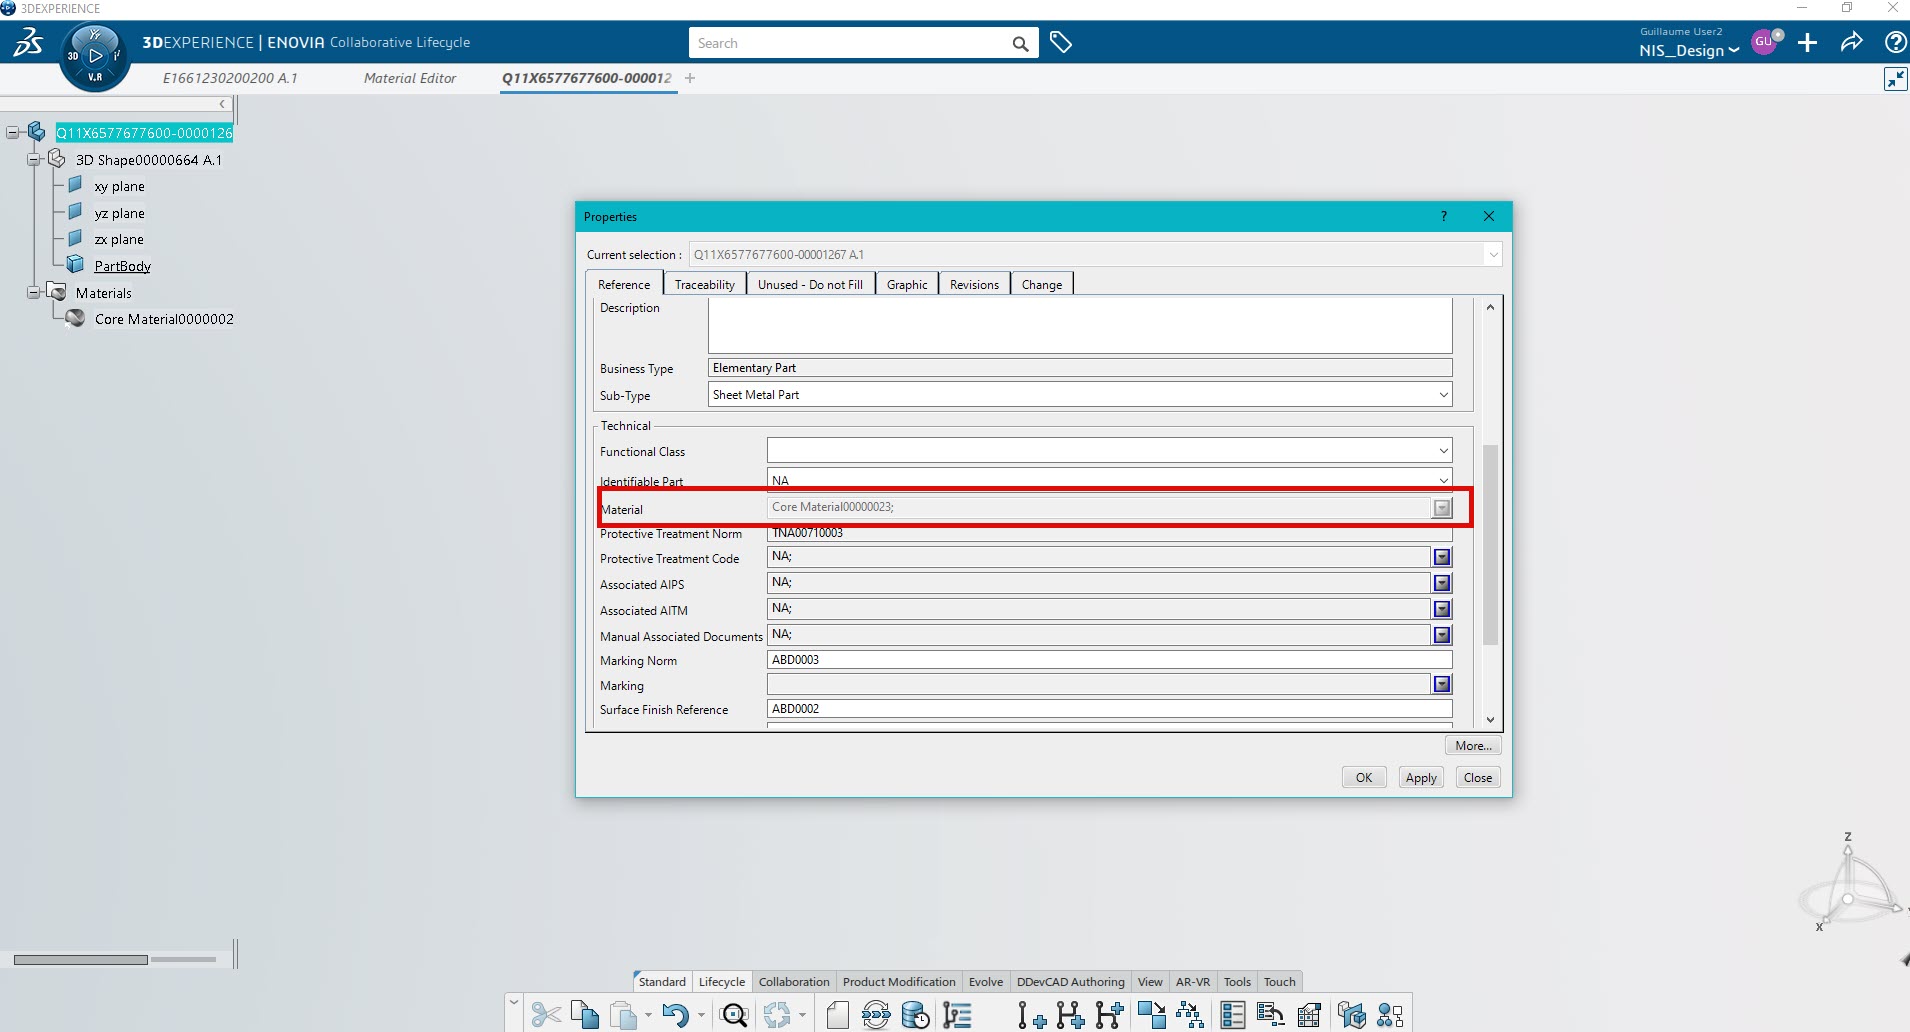 3DEXPERIENCE
3DEXPERIENCE | ENOVIA Collaborative Lifecycle
Search
Guillaume User2
NIS_Design
GU
3D
V.R
E1661230200200 A.1
Material Editor
Q11X6577677600-000012
Q11X6577677600-0000126
3D Shape00000664 A.1
xy plane
yz plane
zx plane
PartBody
Materials
Core Material0000002
Properties
?
Current selection :
Q11X6577677600-00001267 A.1
Reference
Traceability
Unused - Do not Fill
Graphic
Revisions
Change
Description
Business Type
Elementary Part
Sub-Type
Sheet Metal Part
Technical
Functional Class
Identifiable Part
NA
Material
Core Material00000023;
Protective Treatment Norm
TNA00710003
Protective Treatment Code
NA;
Associated AIPS
NA;
Associated AITM
NA;
Manual Associated Documents
NA;
Marking Norm
ABD0003
Marking
Surface Finish Reference
ABD0002
More...
OK
Apply
Close
z
x
Standard
Lifecycle
Collaboration
Product Modification
Evolve
DDevCAD Authoring
View
AR-VR
Tools
Touch